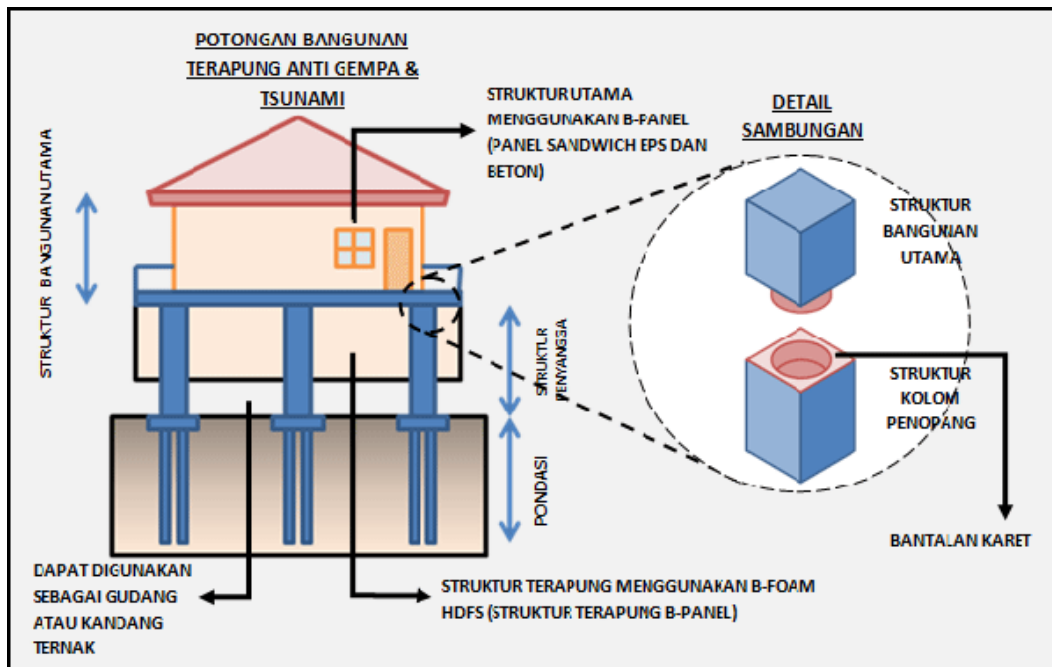 POTONGAN BANGUNAN
TERAPUNG ANTI GEMPA &
TSUNAMI
STRUKTUR UTAMA
MENGGUNAKAN B-PANEL
(PANEL SANDWICH EPS DAN
BETON)
DETAIL
SAMBUNGAN
STRUKTUR BANGUNAN UTAMA
STRUKTUR
BANGUNAN
UTAMA
STRUKTUR
PENYANGGA
STRUKTUR
KOLOM
PENOPANG
PONDASI
BANTALAN KARET
DAPAT DIGUNAKAN
SEBAGAI GUDANG
ATAU KANDANG
TERNAK
STRUKTUR TERAPUNG MENGGUNAKAN B-FOAM
HDFS (STRUKTUR TERAPUNG B-PANEL)